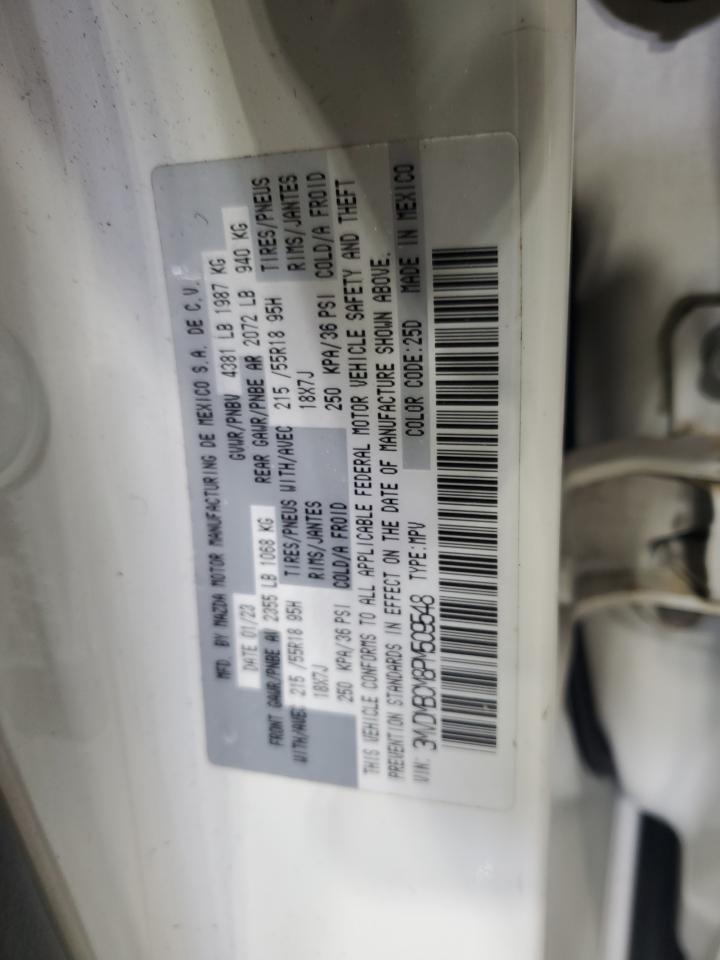 MFD. BY MAZDA MOTOR MANUFACTURING DE MEXICO S.A. DE C.V.
DATE 01/23 GVWR/PNBV 4381 LB 1987 KG
FRONT GAWR/PNBE AV 2355 LB 1068 KG REAR GAWR/PNBE AR 2072 LB 940 KG
WITH/AVEC 215 /55R18 95H TIRES/PNEUS WITH/AVEC 215 /55R18 95H TIRES/PNEUS
18X7J RIMS/JANTES 18X7J RIMS/JANTES
250 KPA/36 PSI COLD/A FROID 250 KPA/36 PSI COLD/A FROID
THIS VEHICLE CONFORMS TO ALL APPLICABLE FEDERAL MOTOR VEHICLE SAFETY AND THEFT
PREVENTION STANDARDS IN EFFECT ON THE DATE OF MANUFACTURE SHOWN ABOVE.
VIN: 3MVDMBCM8PM509548 TYPE:MPV COLOR CODE:25D MADE IN MEXICO